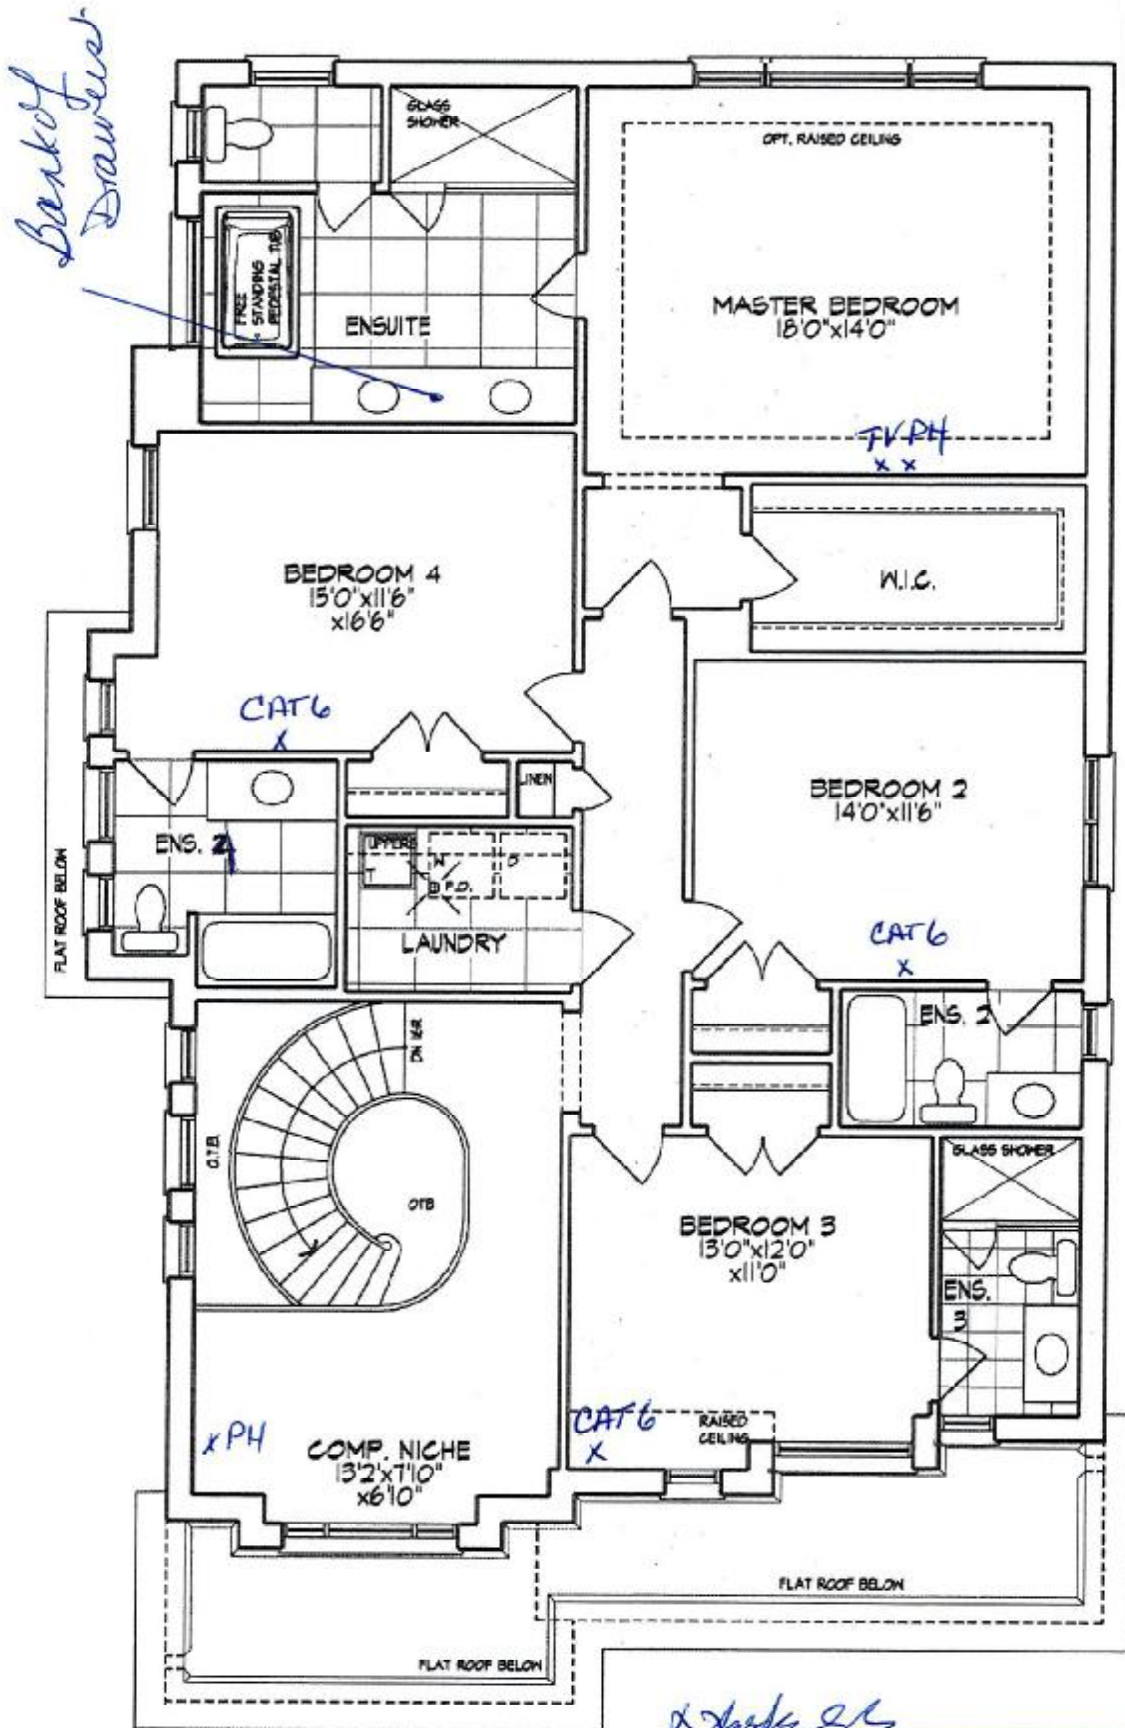 Bank of
Drawers
GLASS
SHOWER
OPT. RAISED CEILING
FREE
STANDING
PEDESTAL TUB
ENSUITE
MASTER BEDROOM
18'0"x14'0"
TV PH
x x
BEDROOM 4
15'0"x11'6"
x16'6"
W.I.C.
CAT6
x
BEDROOM 2
14'0"x11'6"
LINEN
ENS.
UPPERS
W
D
T
F.D.
FLAT ROOF BELOW
LAUNDRY
CAT6
x
ENS. 2
DN 16R
O.T.B.
OTB
GLASS SHOWER
BEDROOM 3
13'0"x12'0"
x11'0"
ENS.
3
x PH
COMP. NICHE
13'2"x7'10"
x6'10"
CAT6
x
RAISED
CEILING
FLAT ROOF BELOW
FLAT ROOF BELOW